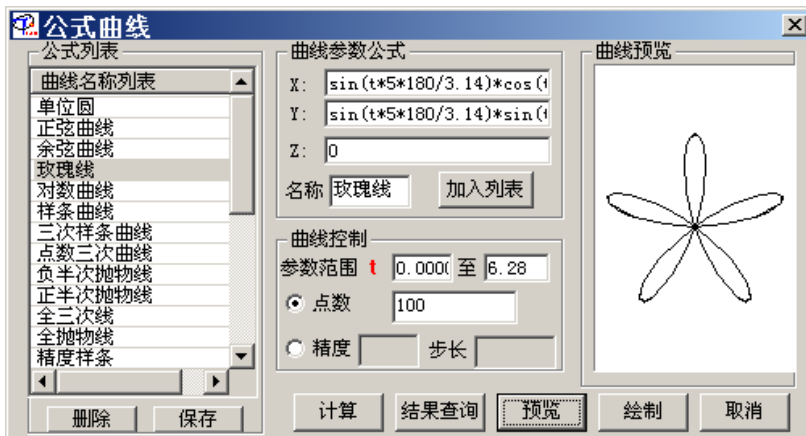 公式曲线
公式列表
曲线名称列表
单位圆
正弦曲线
余弦曲线
玫瑰线
对数曲线
样条曲线
三次样条曲线
点数三次曲线
负半次抛物线
正半次抛物线
全三次线
全抛物线
精度样条
删除
保存
曲线参数公式
X: sin(t*5*180/3.14)*cos(t
Y: sin(t*5*180/3.14)*sin(t
Z: 0
名称 玫瑰线 加入列表
曲线控制
参数范围 t 0.000( 至 6.28
点数 100
精度 步长
曲线预览
计算 结果查询 预览 绘制 取消